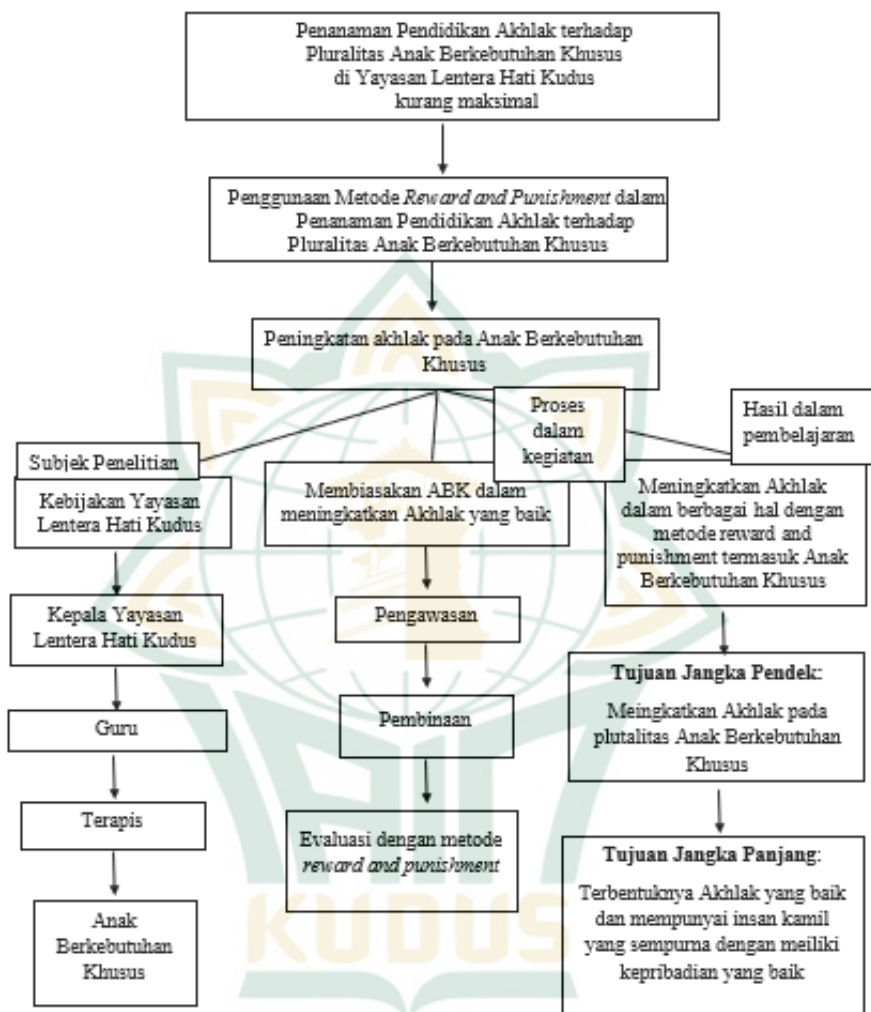 Penanaman Pendidikan Akhlak terhadap
Pluralitas Anak Berkebutuhan Khusus
di Yayasan Lentera Hati Kudus
kurang maksimal
Penggunaan Metode Reward and Punishment dalam
Penanaman Pendidikan Akhlak terhadap
Pluralitas Anak Berkebutuhan Khusus
Peningkatan akhlak pada Anak Berkebutuhan
Khusus
Subjek Penelitian
Kebijakan Yayasan
Lentera Hati Kudus
Kepala Yayasan
Lentera Hati Kudus
Guru
Terapis
Anak
Berkebutuhan
Khusus
Proses
dalam
kegiatan
Membiasakan ABK dalam
meningkatkan Akhlak yang baik
Pengawasan
Pembinaan
Evaluasi dengan metode
reward and punishment
Hasil dalam
pembelajaran
Meningkatkan Akhlak
dalam berbagai hal dengan
metode reward and
punishment termasuk Anak
Berkebutuhan Khusus
Tujuan Jangka Pendek:
Meingkatkan Akhlak pada
plutalitas Anak Berkebutuhan
Khusus
Tujuan Jangka Panjang:
Terbentuknya Akhlak yang baik
dan mempunyai insan kamil
yang sempurna dengan meiliki
kepribadian yang baik
KUDUS